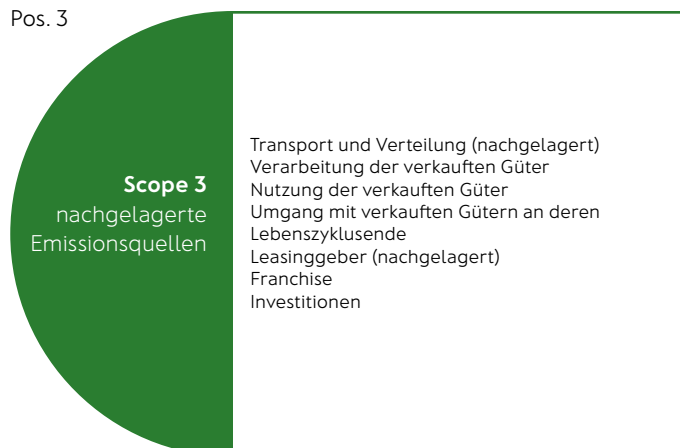 Pos. 3
Scope 3
nachgelagerte
Emissionsquellen
Transport und Verteilung (nachgelagert)
Verarbeitung der verkauften Güter
Nutzung der verkauften Güter
Umgang mit verkauften Gütern an deren
Lebenszyklusende
Leasinggeber (nachgelagert)
Franchise
Investitionen